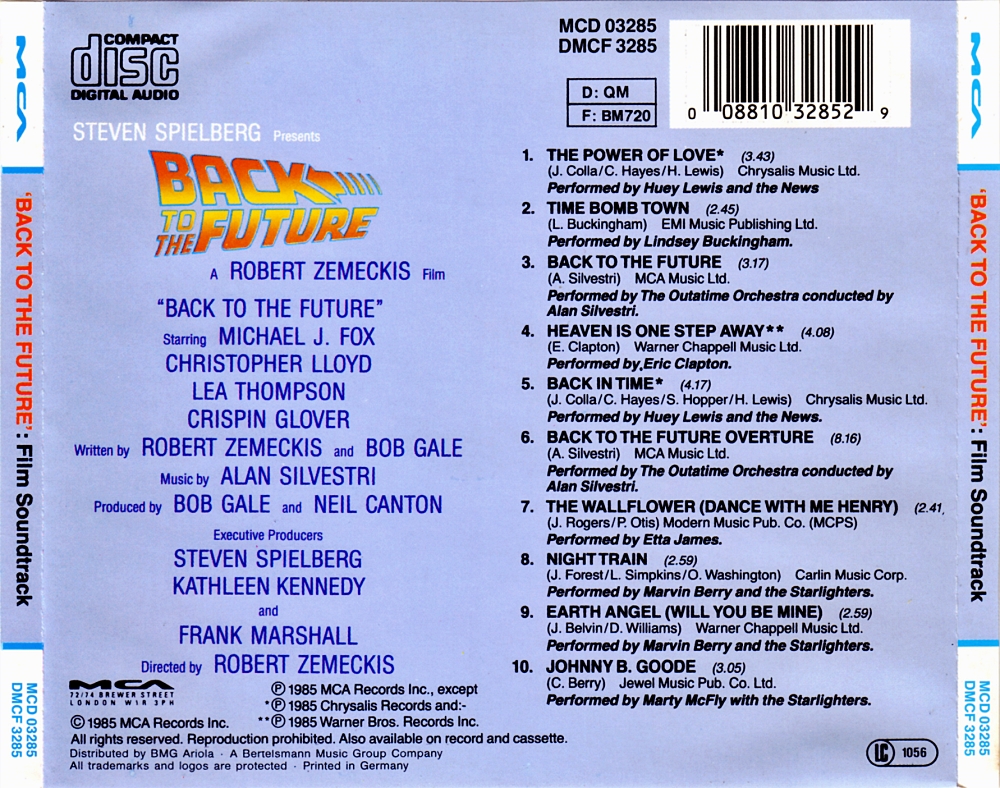 MCA
'BACK TO THE FUTURE': Film Soundtrack
MCD 03285
DMCF 3285
COMPACT
disc
DIGITAL AUDIO
STEVEN SPIELBERG Presents
BACK
TO
THE FUTURE
A ROBERT ZEMECKIS Film
"BACK TO THE FUTURE"
Starring MICHAEL J. FOX
CHRISTOPHER LLOYD
LEA THOMPSON
CRISPIN GLOVER
Written by ROBERT ZEMECKIS and BOB GALE
Music by ALAN SILVESTRI
Produced by BOB GALE and NEIL CANTON
Executive Producers
STEVEN SPIELBERG
KATHLEEN KENNEDY
and
FRANK MARSHALL
Directed by ROBERT ZEMECKIS
MCA
72/74 BREWER STREET
LONDON W1R 3PH
Ⓟ 1985 MCA Records Inc., except
*Ⓟ 1985 Chrysalis Records and:-
© 1985 MCA Records Inc. **Ⓟ 1985 Warner Bros. Records Inc.
All rights reserved. Reproduction prohibited. Also available on record and cassette.
Distributed by BMG Ariola · A Bertelsmann Music Group Company
All trademarks and logos are protected · Printed in Germany
MCD 03285
DMCF 3285
D: QM
F: BM720
0 08810 32852 9
1. THE POWER OF LOVE* (3.43)
(J. Colla/C. Hayes/H. Lewis) Chrysalis Music Ltd.
Performed by Huey Lewis and the News
2. TIME BOMB TOWN (2.45)
(L. Buckingham) EMI Music Publishing Ltd.
Performed by Lindsey Buckingham.
3. BACK TO THE FUTURE (3.17)
(A. Silvestri) MCA Music Ltd.
Performed by The Outatime Orchestra conducted by
Alan Silvestri.
4. HEAVEN IS ONE STEP AWAY** (4.08)
(E. Clapton) Warner Chappell Music Ltd.
Performed by Eric Clapton.
5. BACK IN TIME* (4.17)
(J. Colla/C. Hayes/S. Hopper/H. Lewis) Chrysalis Music Ltd.
Performed by Huey Lewis and the News.
6. BACK TO THE FUTURE OVERTURE (8.16)
(A. Silvestri) MCA Music Ltd.
Performed by The Outatime Orchestra conducted by
Alan Silvestri.
7. THE WALLFLOWER (DANCE WITH ME HENRY) (2.41,
(J. Rogers/P. Otis) Modern Music Pub. Co. (MCPS)
Performed by Etta James.
8. NIGHT TRAIN (2.59)
(J. Forest/L. Simpkins/O. Washington) Carlin Music Corp.
Performed by Marvin Berry and the Starlighters.
9. EARTH ANGEL (WILL YOU BE MINE) (2.59)
(J. Belvin/D. Williams) Warner Chappell Music Ltd.
Performed by Marvin Berry and the Starlighters.
10. JOHNNY B. GOODE (3.05)
(C. Berry) Jewel Music Pub. Co. Ltd.
Performed by Marty McFly with the Starlighters.
LC 1056
MCA
'BACK TO THE FUTURE': Film Soundtrack
MCD 03285
DMCF 3285